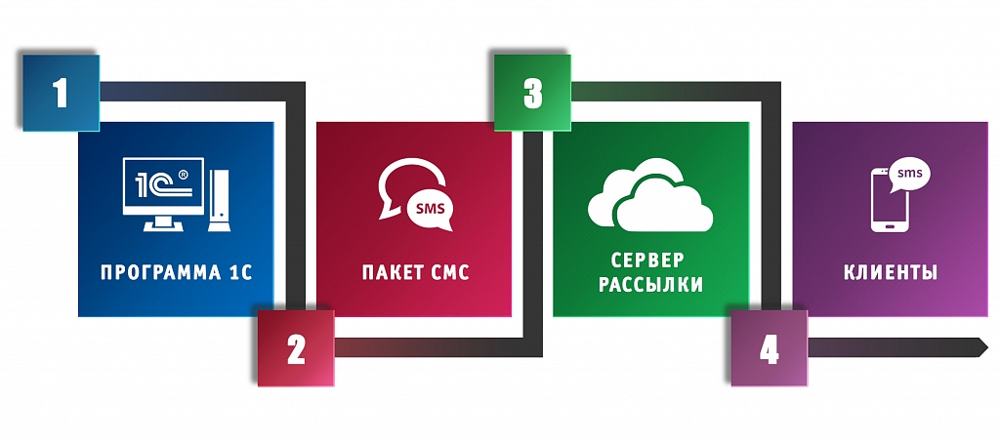 1
1С®
ПРОГРАММА 1С
2
SMS
ПАКЕТ СМС
3
СЕРВЕР
РАССЫЛКИ
4
sms
КЛИЕНТЫ